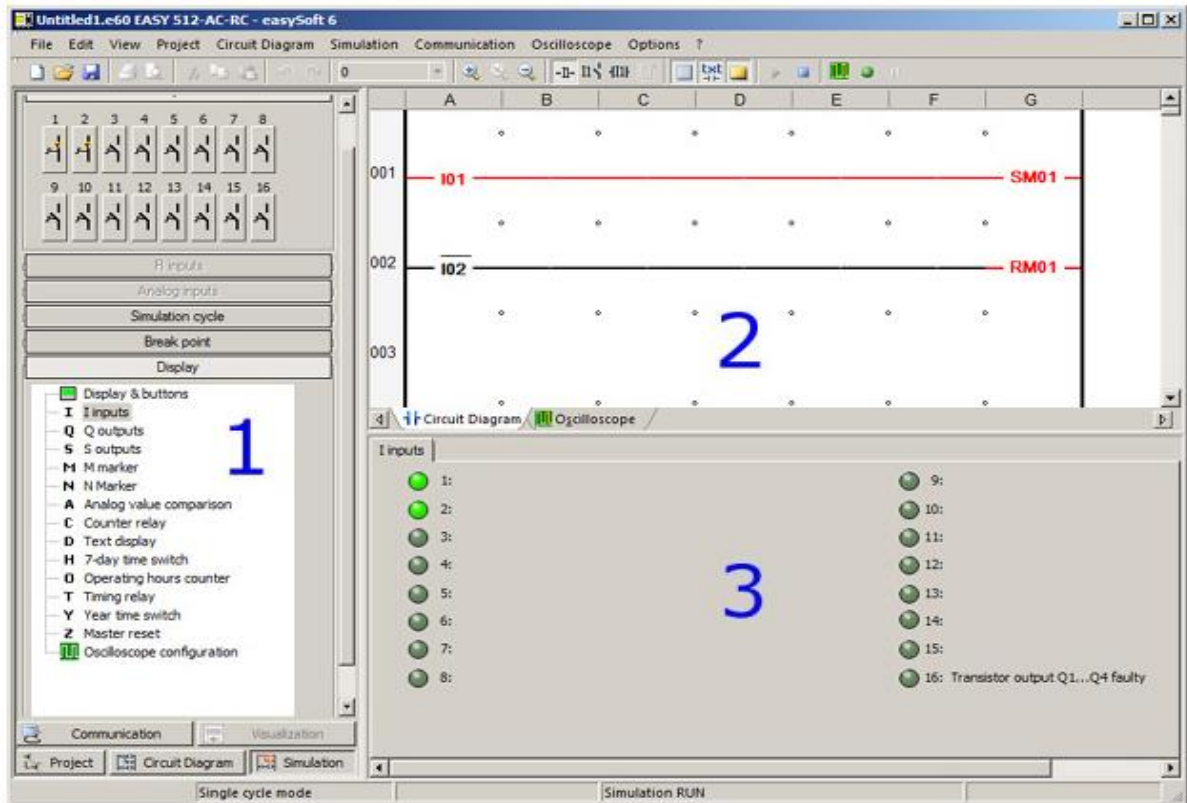 Untitled1.e60 EASY 512-AC-RC - easySoft 6
File Edit View Project Circuit Diagram Simulation Communication Oscilloscope Options ?
0
txt
1 2 3 4 5 6 7 8
9 10 11 12 13 14 15 16
R inputs
Analog inputs
Simulation cycle
Break point
Display
Display & buttons
I I inputs
Q Q outputs
S S outputs
M M marker
N N Marker
A Analog value comparison
C Counter relay
D Text display
H 7-day time switch
O Operating hours counter
T Timing relay
Y Year time switch
Z Master reset
Oscilloscope configuration
1
Communication Visualization
Project Circuit Diagram Simulation
A B C D E F G
001 I01 SM01
002 I02 RM01
003
2
Circuit Diagram Oscilloscope
I inputs
1: 9:
2: 10:
3: 11:
4: 12:
5: 13:
6: 14:
7: 15:
8: 16: Transistor output Q1...Q4 faulty
3
Single cycle mode Simulation RUN